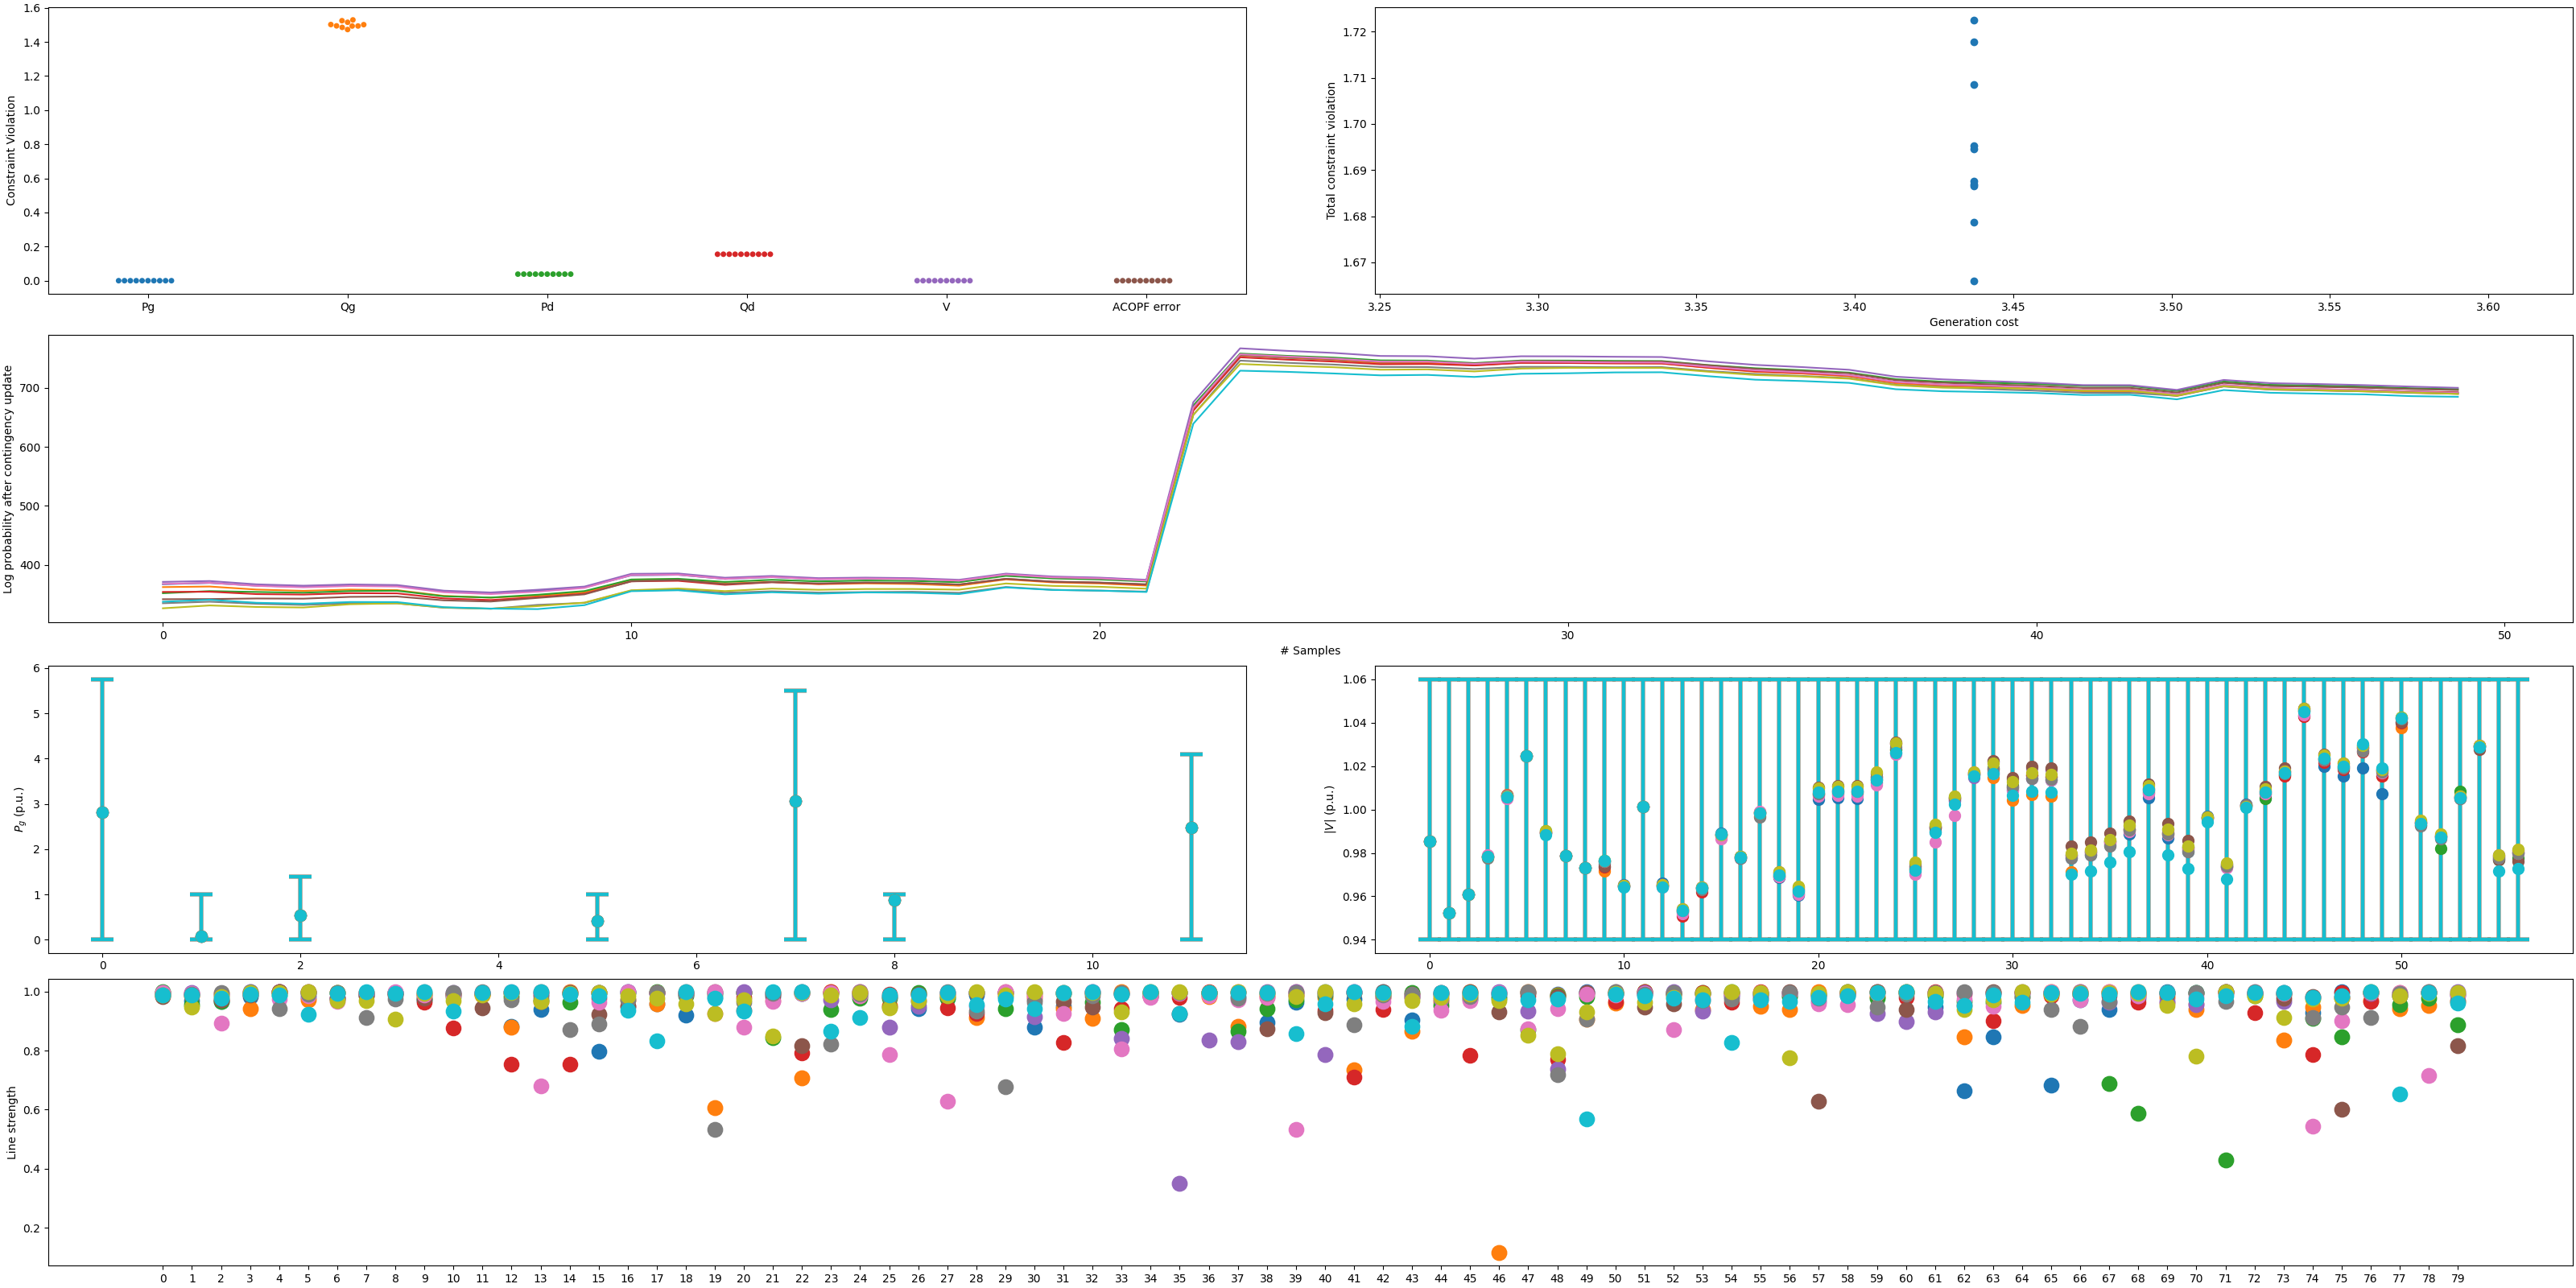 Constraint Violation
1.6
1.4
1.2
1.0
0.8
0.6
0.4
0.2
0.0
Pg Qg Pd Qd V ACOPF error
Total constraint violation
1.72
1.71
1.70
1.69
1.68
1.67
3.25 3.30 3.35 3.40 3.45 3.50 3.55 3.60
Generation cost
Log probability after contingency update
700
600
500
400
0 10 20 30 40 50
# Samples
Pg (p.u.)
6
5
4
3
2
1
0
0 2 4 6 8 10
|V| (p.u.)
1.06
1.04
1.02
1.00
0.98
0.96
0.94
0 10 20 30 40 50
Line strength
1.0
0.8
0.6
0.4
0.2
0 1 2 3 4 5 6 7 8 9 10 11 12 13 14 15 16 17 18 19 20 21 22 23 24 25 26 27 28 29 30 31 32 33 34 35 36 37 38 39 40 41 42 43 44 45 46 47 48 49 50 51 52 53 54 55 56 57 58 59 60 61 62 63 64 65 66 67 68 69 70 71 72 73 74 75 76 77 78 79